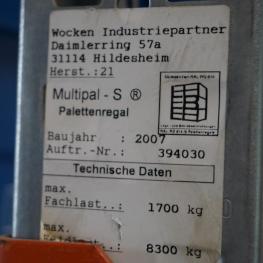 Wocken Industriepartner
Daimlerring 57a
31114 Hildesheim
Herst.:21
Multipal - S ®
Palettenregal
Baujahr : 2007
Auftr.-Nr.: 394030
Technische Daten
max.
Fachlast..: 1700 kg
max.
8300 kg